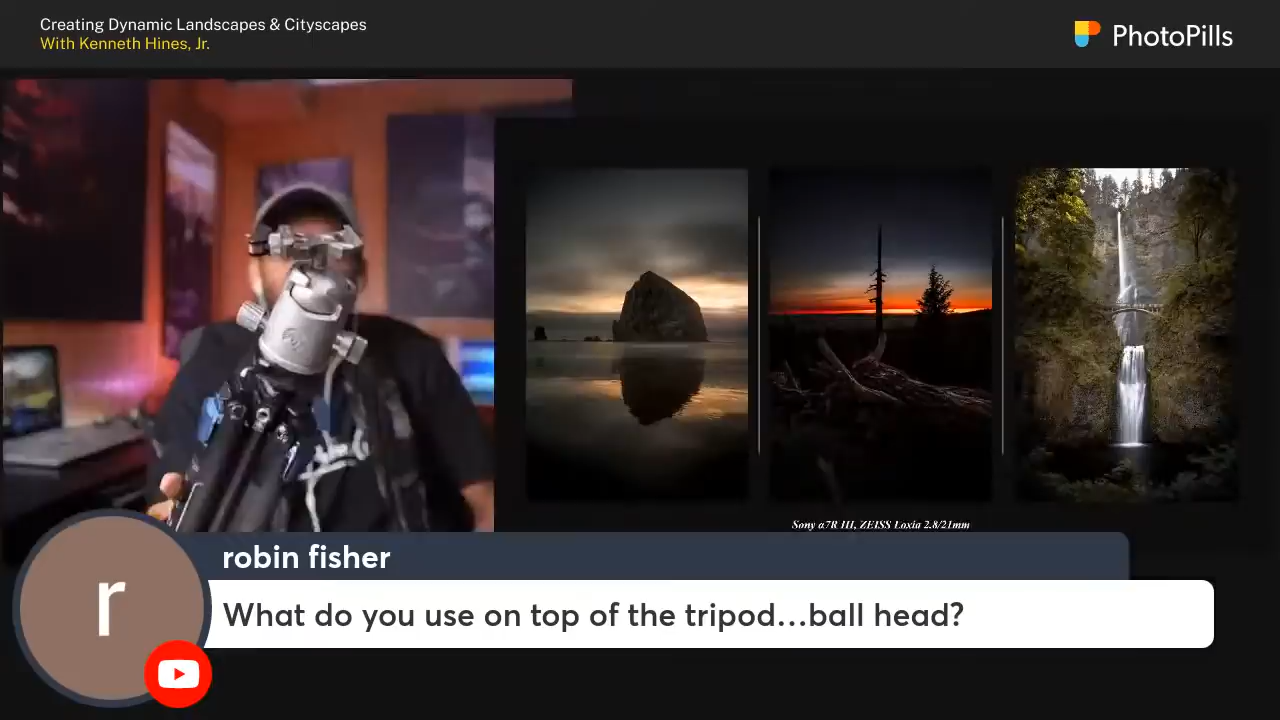 Creating Dynamic Landscapes & Cityscapes
With Kenneth Hines, Jr.
PhotoPills
Sony α7R III, ZEISS Loxia 2.8/21mm
robin fisher
r
What do you use on top of the tripod...ball head?